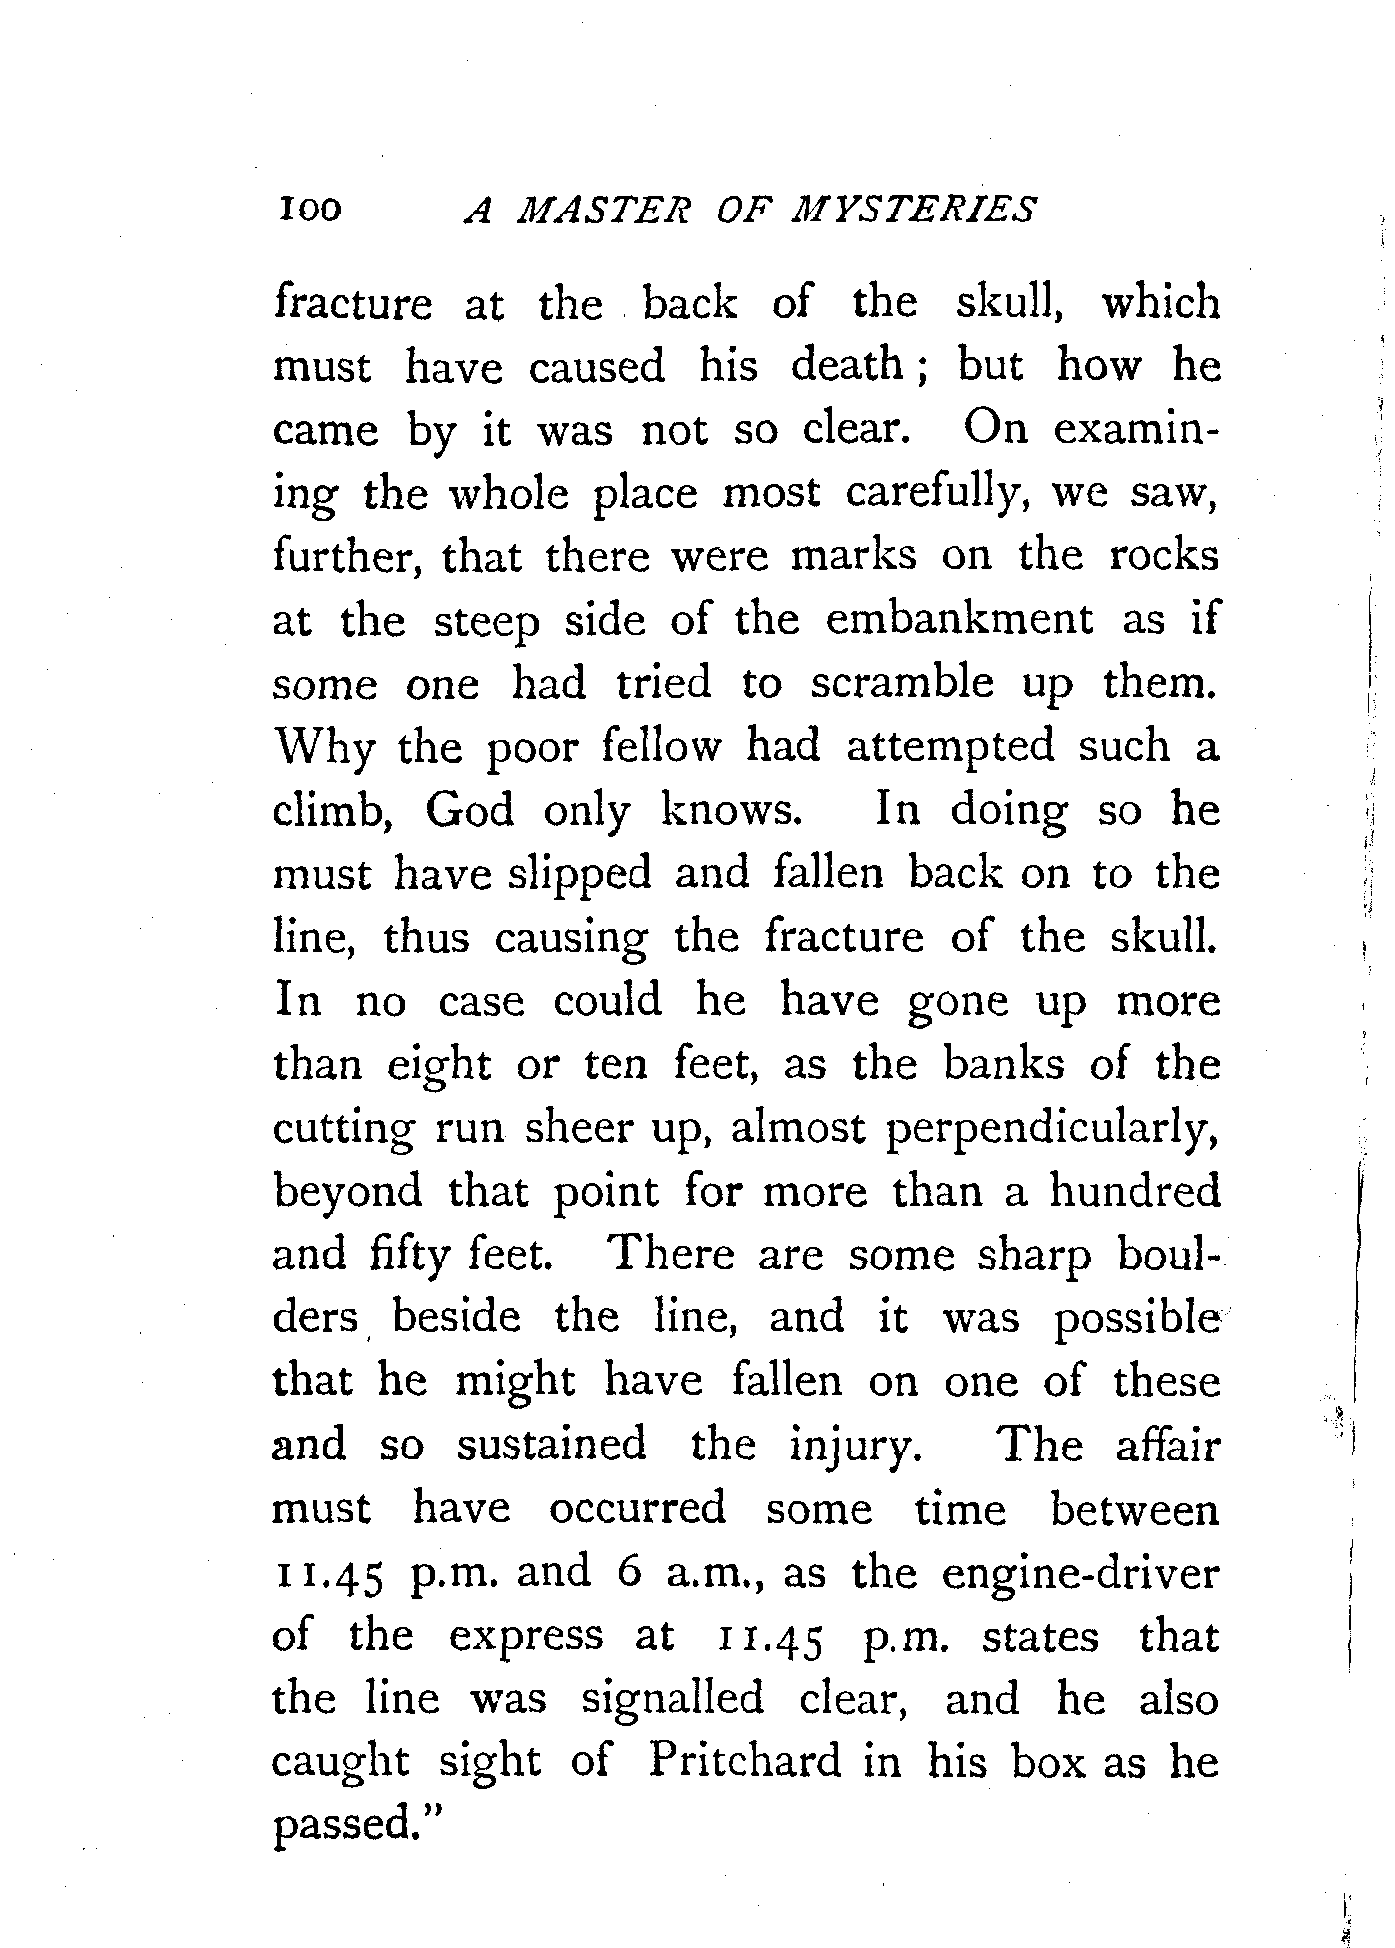 100 A MASTER OF MYSTERIES
fracture at the back of the skull, which
must have caused his death ; but how he
came by it was not so clear. On examin-
ing the whole place most carefully, we saw,
further, that there were marks on the rocks
at the steep side of the embankment as if
some one had tried to scramble up them.
Why the poor fellow had attempted such a
climb, God only knows. In doing so he
must have slipped and fallen back on to the
line, thus causing the fracture of the skull.
In no case could he have gone up more
than eight or ten feet, as the banks of the
cutting run sheer up, almost perpendicularly,
beyond that point for more than a hundred
and fifty feet. There are some sharp boul-
ders beside the line, and it was possible
that he might have fallen on one of these
and so sustained the injury. The affair
must have occurred some time between
11.45 p.m. and 6 a.m., as the engine-driver
of the express at 11.45 p.m. states that
the line was signalled clear, and he also
caught sight of Pritchard in his box as he
passed.”